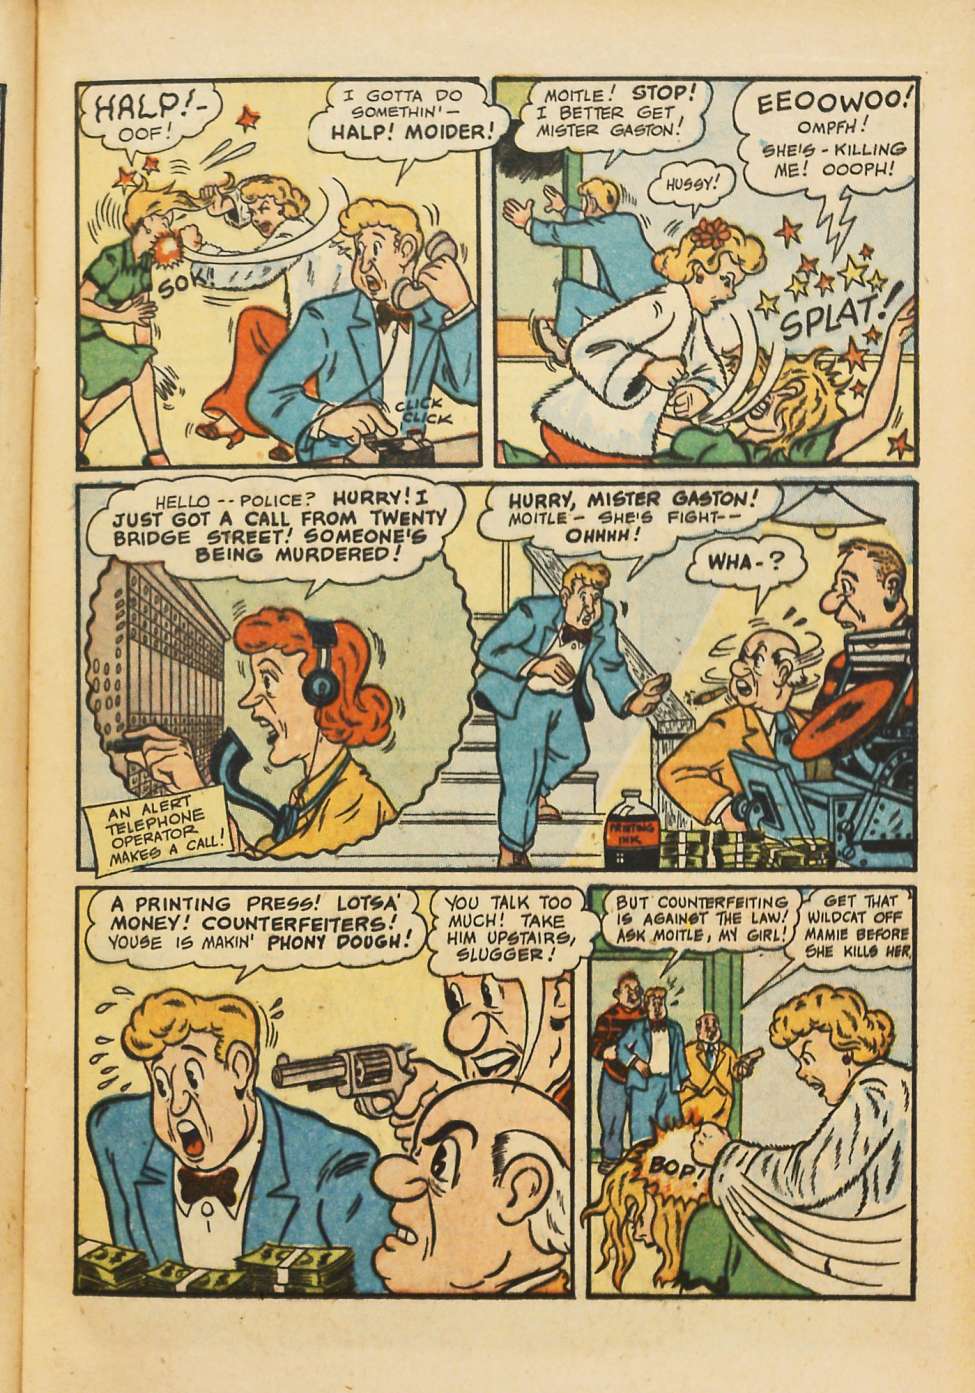 HALP!-
OOF!
I GOTTA DO
SOMETHIN'-
HALP! MOIDER!
SOK!!
CLICK
CLICK
MOITLE! STOP!
I BETTER GET
MISTER GASTON!
HUSSY!
EEOOWOO!
OMPFH!
SHE'S - KILLING
ME! OOOPH!
SPLAT!
HELLO -- POLICE? HURRY! I
JUST GOT A CALL FROM TWENTY
BRIDGE STREET! SOMEONE'S
BEING MURDERED!
AN ALERT
TELEPHONE
OPERATOR
MAKES A CALL!
HURRY, MISTER GASTON!
MOITLE - SHE'S FIGHT--
OHHHH!
WHA-?
PRINTING
INK
A PRINTING PRESS! LOTSA'
MONEY! COUNTERFEITERS!
YOUSE IS MAKIN' PHONY DOUGH!
YOU TALK TOO
MUCH! TAKE
HIM UPSTAIRS,
SLUGGER!
BUT COUNTERFEITING
IS AGAINST THE LAW!
ASK MOITLE, MY GIRL!
GET THAT
WILDCAT OFF
MAMIE BEFORE
SHE KILLS HER,
BOP!